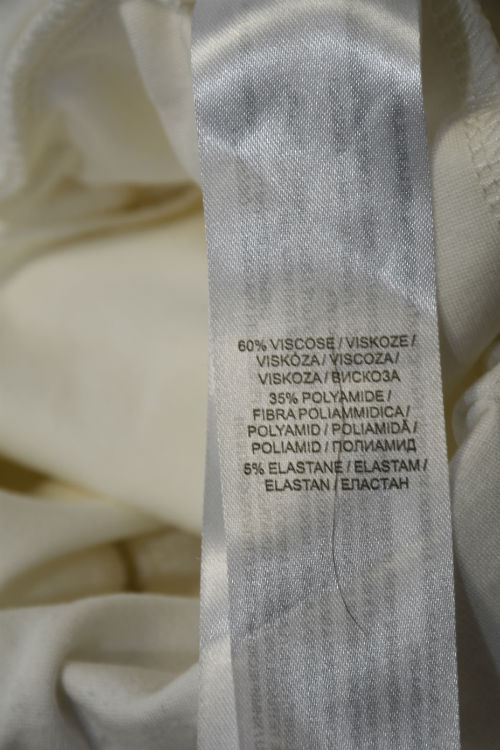 60% VISCOSE / VISKOZE /
VISKÓZA / VISCOZA /
VISKOZA / ВИСКОЗА
35% POLYAMIDE /
FIBRA POLIAMMIDICA /
POLYAMID / POLIAMIDĂ /
POLIAMID / ПОЛИАМИД
5% ELASTANE / ELASTAM /
ELASTAN / ЕЛАСТАН